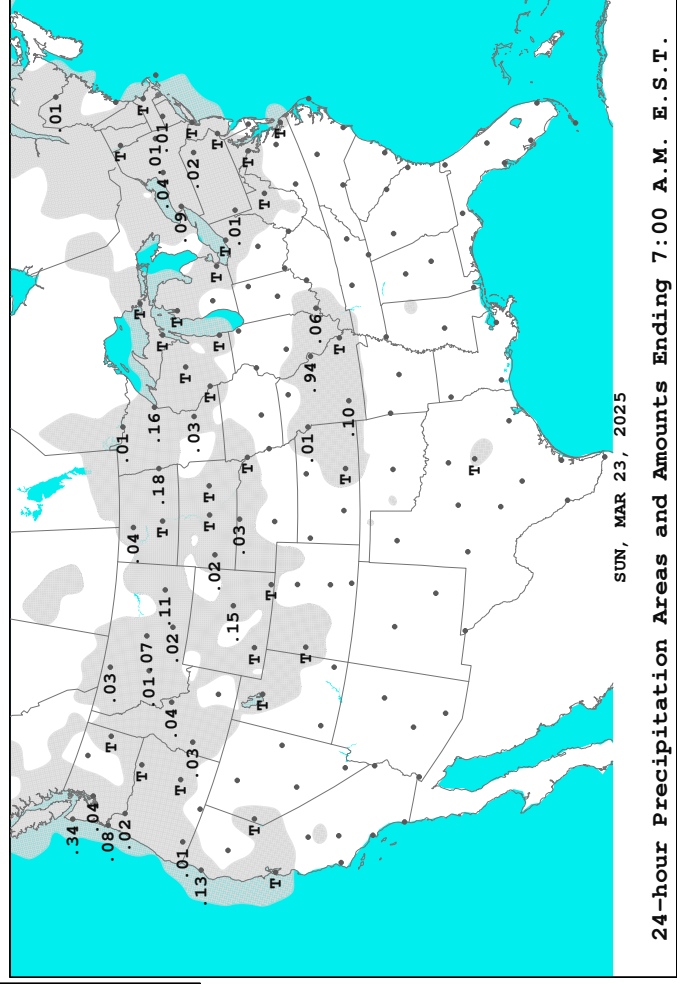 .01
T
T
.01
.01
T
.02
T
T
T
.04
.09
.01
T
T
T
T
T
T
T
T
T
.06
T
.94
.10
.01
.16
.01
.03
T
.18
T
T
T
.04
.03
T
T
.02
.11
.07
.02
.01
.03
.15
T
T
T
T
.04
.03
T
T
T
T
.34
.04
.08
.02
.01
.13
T
SUN, MAR 23, 2025
24-hour Precipitation Areas and Amounts Ending 7:00 A.M. E.S.T.